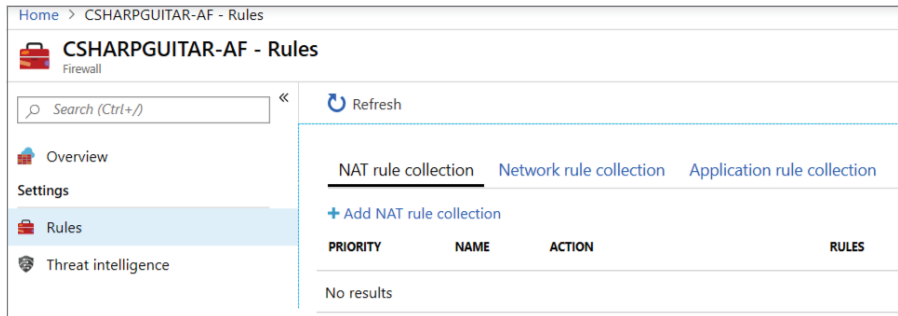 Home > CSHARPGUITAR-AF - Rules
CSHARPGUITAR-AF - Rules
Firewall
Search (Ctrl+/)
«
Refresh
Overview
Settings
Rules
Threat intelligence
NAT rule collection Network rule collection Application rule collection
+ Add NAT rule collection
PRIORITY NAME ACTION RULES
No results